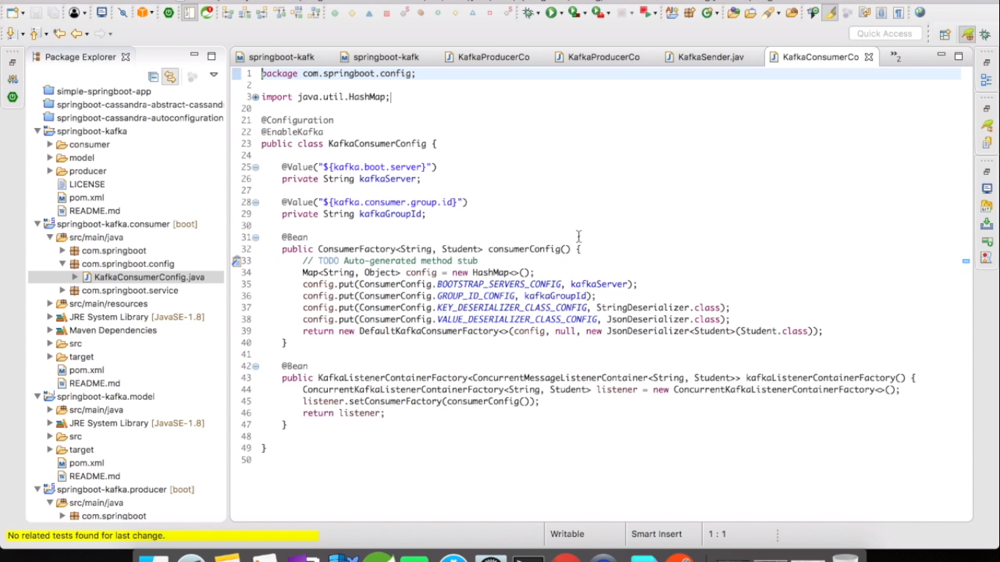 Quick Access
Package Explorer
simple-springboot-app
springboot-cassandra-abstract-cassand
springboot-cassandra-autoconfiguration
springboot-kafka
consumer
model
producer
LICENSE
pom.xml
README.md
springboot-kafka.consumer [boot]
src/main/java
com.springboot
com.springboot.config
KafkaConsumerConfig.java
com.springboot.service
src/main/resources
JRE System Library [JavaSE-1.8]
Maven Dependencies
src
target
pom.xml
README.md
springboot-kafka.model
src/main/java
JRE System Library [JavaSE-1.8]
src
target
pom.xml
README.md
springboot-kafka.producer [boot]
src/main/java
com.springboot
springboot-kafk springboot-kafk KafkaProducerCo KafkaProducerCo KafkaSender.jav KafkaConsumerCo »2
1 package com.springboot.config;
2
3 import java.util.HashMap;
20
21 @Configuration
22 @EnableKafka
23 public class KafkaConsumerConfig {
24
25 @Value("${kafka.boot.server}")
26 private String kafkaServer;
27
28 @Value("${kafka.consumer.group.id}")
29 private String kafkaGroupId;
30
31 @Bean
32 public ConsumerFactory<String, Student> consumerConfig() {
33 // TODO Auto-generated method stub
34 Map<String, Object> config = new HashMap<>();
35 config.put(ConsumerConfig.BOOTSTRAP_SERVERS_CONFIG, kafkaServer);
36 config.put(ConsumerConfig.GROUP_ID_CONFIG, kafkaGroupId);
37 config.put(ConsumerConfig.KEY_DESERIALIZER_CLASS_CONFIG, StringDeserializer.class);
38 config.put(ConsumerConfig.VALUE_DESERIALIZER_CLASS_CONFIG, JsonDeserializer.class);
39 return new DefaultKafkaConsumerFactory<>(config, null, new JsonDeserializer<Student>(Student.class));
40 }
41
42 @Bean
43 public KafkaListenerContainerFactory<ConcurrentMessageListenerContainer<String, Student>> kafkaListenerContainerFactory() {
44 ConcurrentKafkaListenerContainerFactory<String, Student> listener = new ConcurrentKafkaListenerContainerFactory<>();
45 listener.setConsumerFactory(consumerConfig());
46 return listener;
47 }
48
49 }
50
No related tests found for last change.
Writable Smart Insert 1 : 1